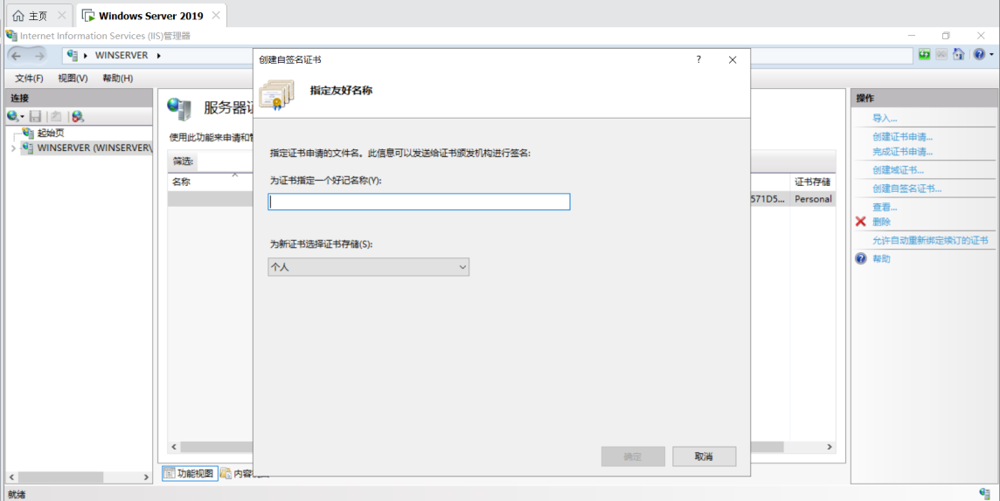 主页
Windows Server 2019
Internet Information Services (IIS)管理器
WINSERVER
文件(F) 视图(V) 帮助(H)
连接
起始页
WINSERVER (WINSERVER\
服务器证
使用此功能来申请和管
筛选:
名称
证书存储
571D5... Personal
功能视图
内容视图
就绪
创建自签名证书
?
指定友好名称
指定证书申请的文件名。此信息可以发送给证书颁发机构进行签名:
为证书指定一个好记名称(Y):
为新证书选择证书存储(S):
个人
确定
取消
操作
导入...
创建证书申请...
完成证书申请...
创建域证书...
创建自签名证书...
查看...
删除
允许自动重新绑定续订的证书
帮助